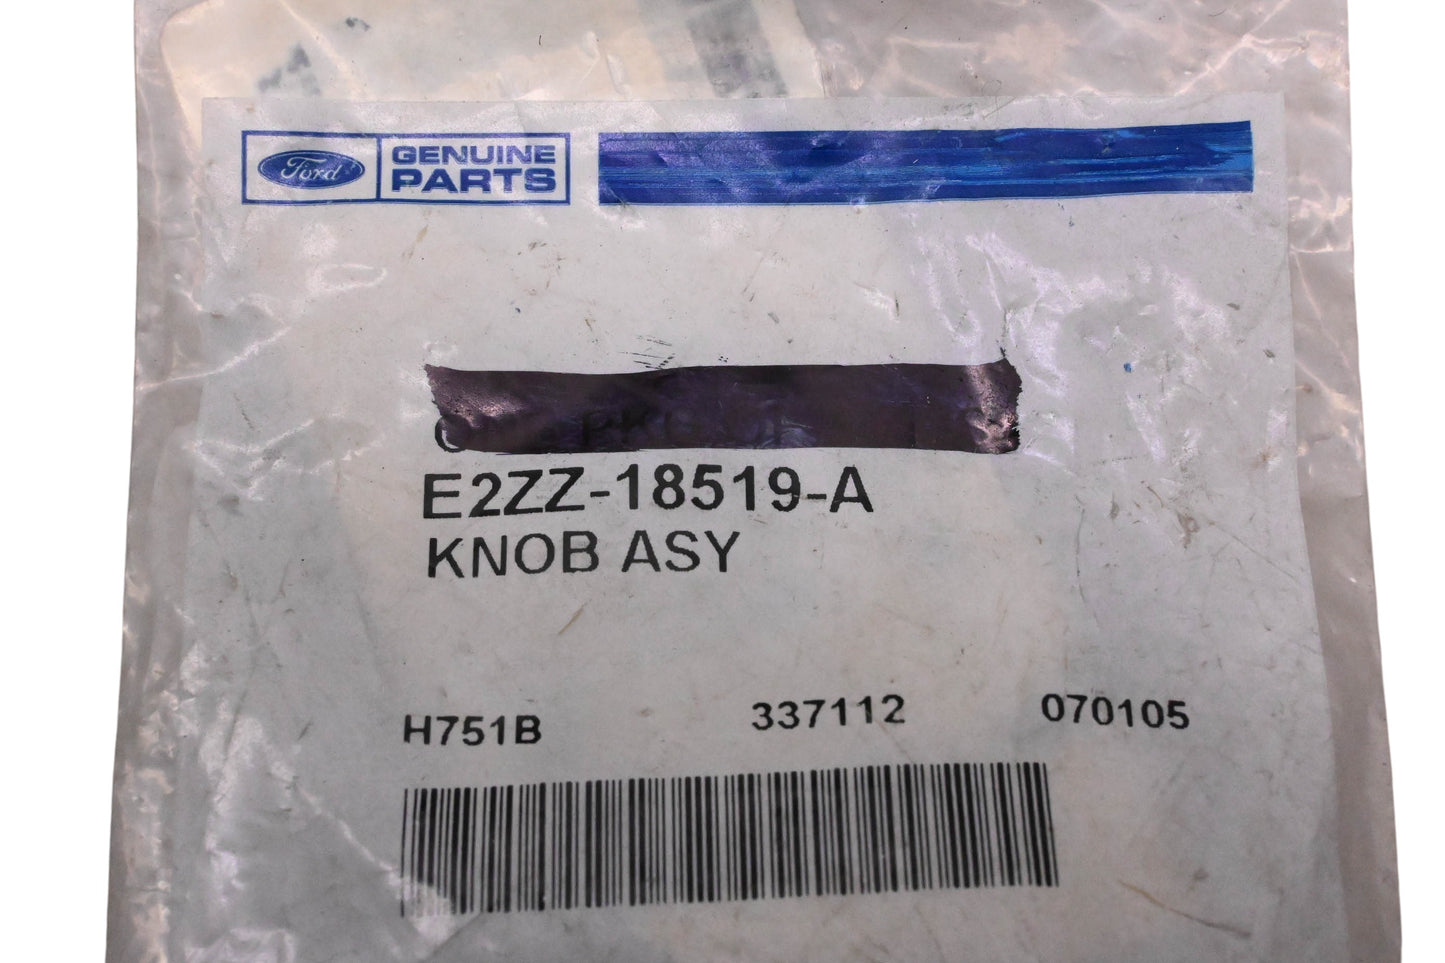 Ford
GENUINE
PARTS
E2ZZ-18519-A
KNOB ASY
H751B 337112 070105